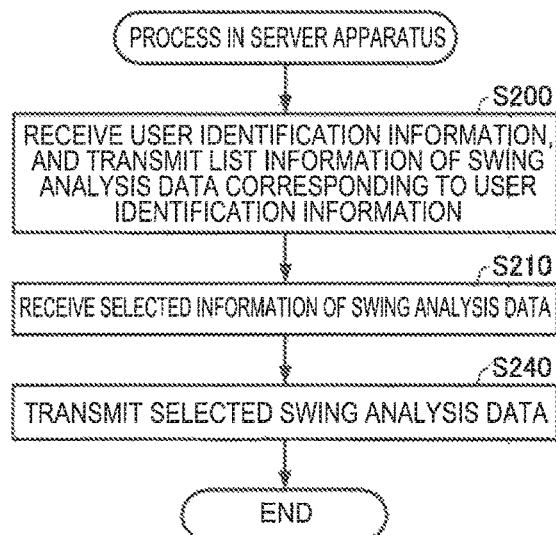 PROCESS IN SERVER APPARATUS
S200
RECEIVE USER IDENTIFICATION INFORMATION,
AND TRANSMIT LIST INFORMATION OF SWING
ANALYSIS DATA CORRESPONDING TO USER
IDENTIFICATION INFORMATION
S210
RECEIVE SELECTED INFORMATION OF SWING ANALYSIS DATA
S240
TRANSMIT SELECTED SWING ANALYSIS DATA
END